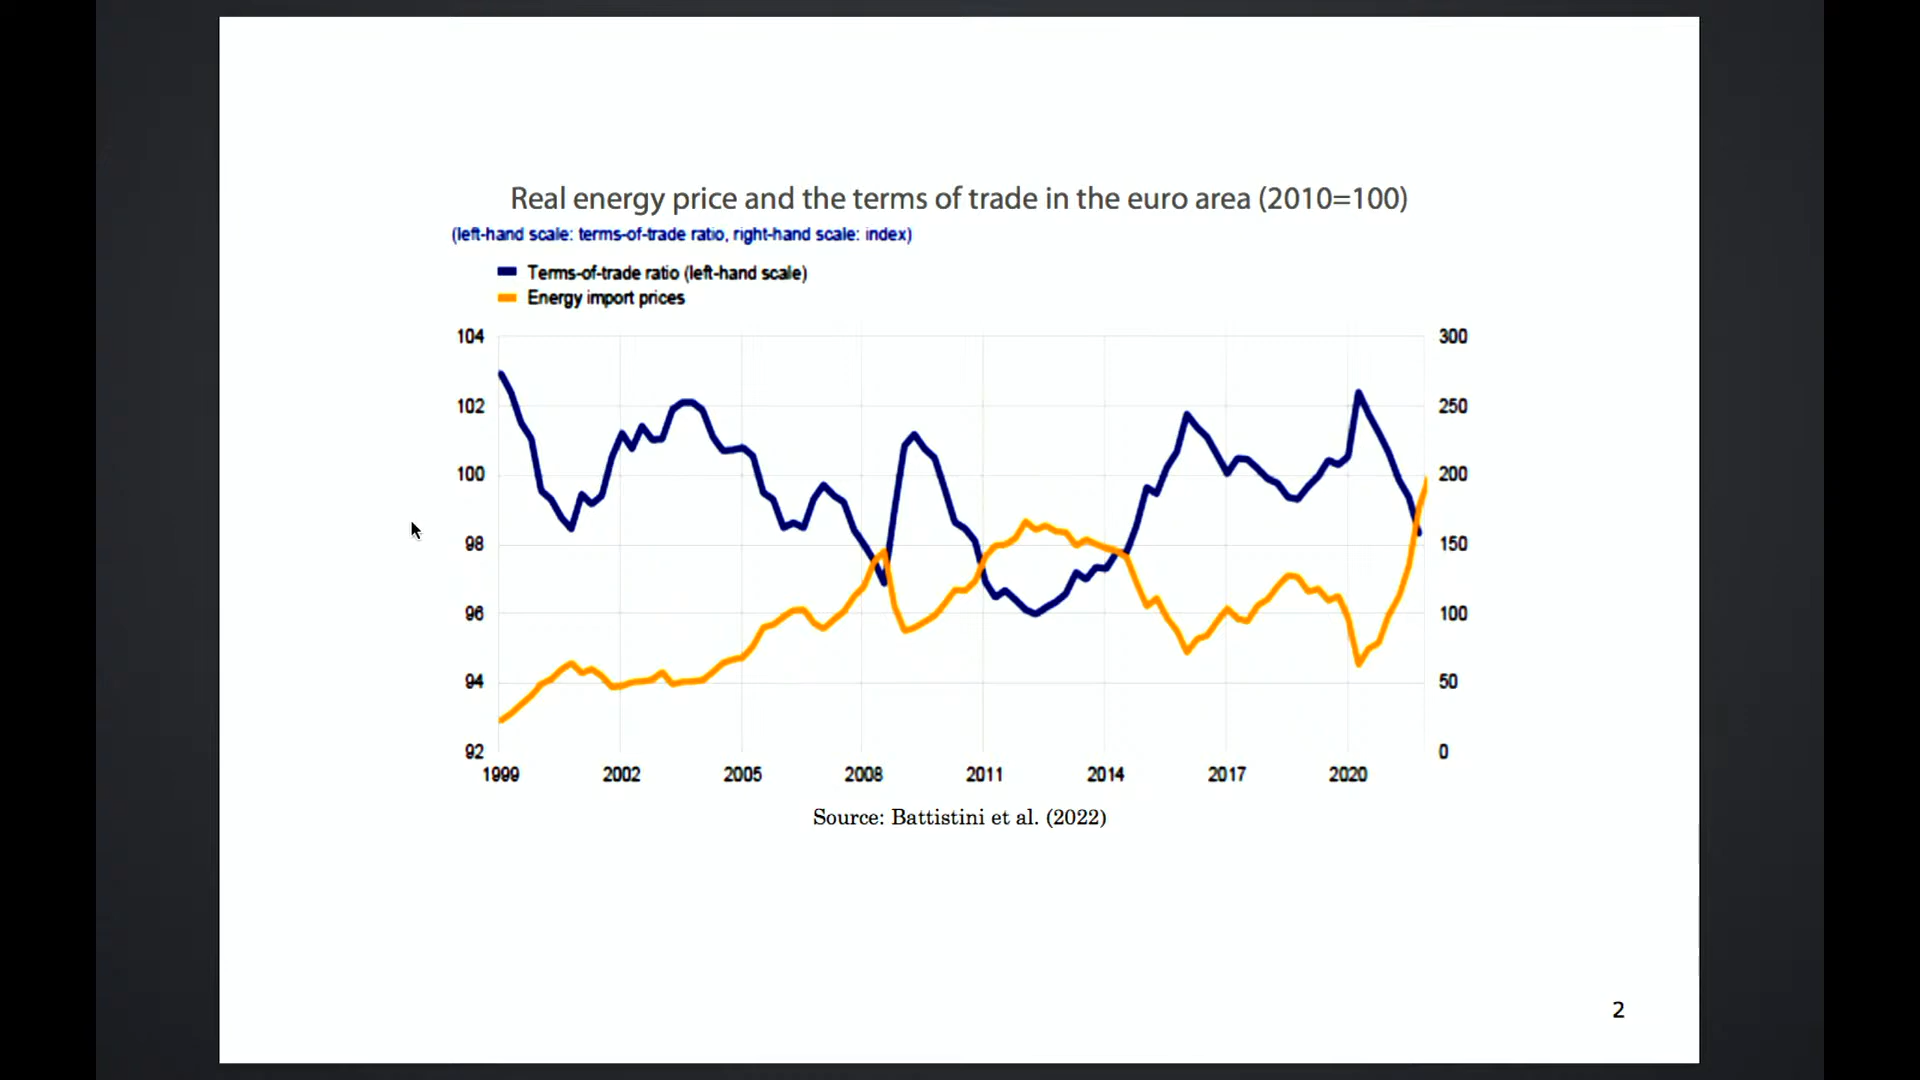 Real energy price and the terms of trade in the euro area (2010=100)
(left-hand scale: terms-of-trade ratio, right-hand scale: index)
Terms-of-trade ratio (left-hand scale)
Energy import prices
104 300
102 250
100 200
98 150
96 100
94 50
92 0
1999 2002 2005 2008 2011 2014 2017 2020
Source: Battistini et al. (2022)
2